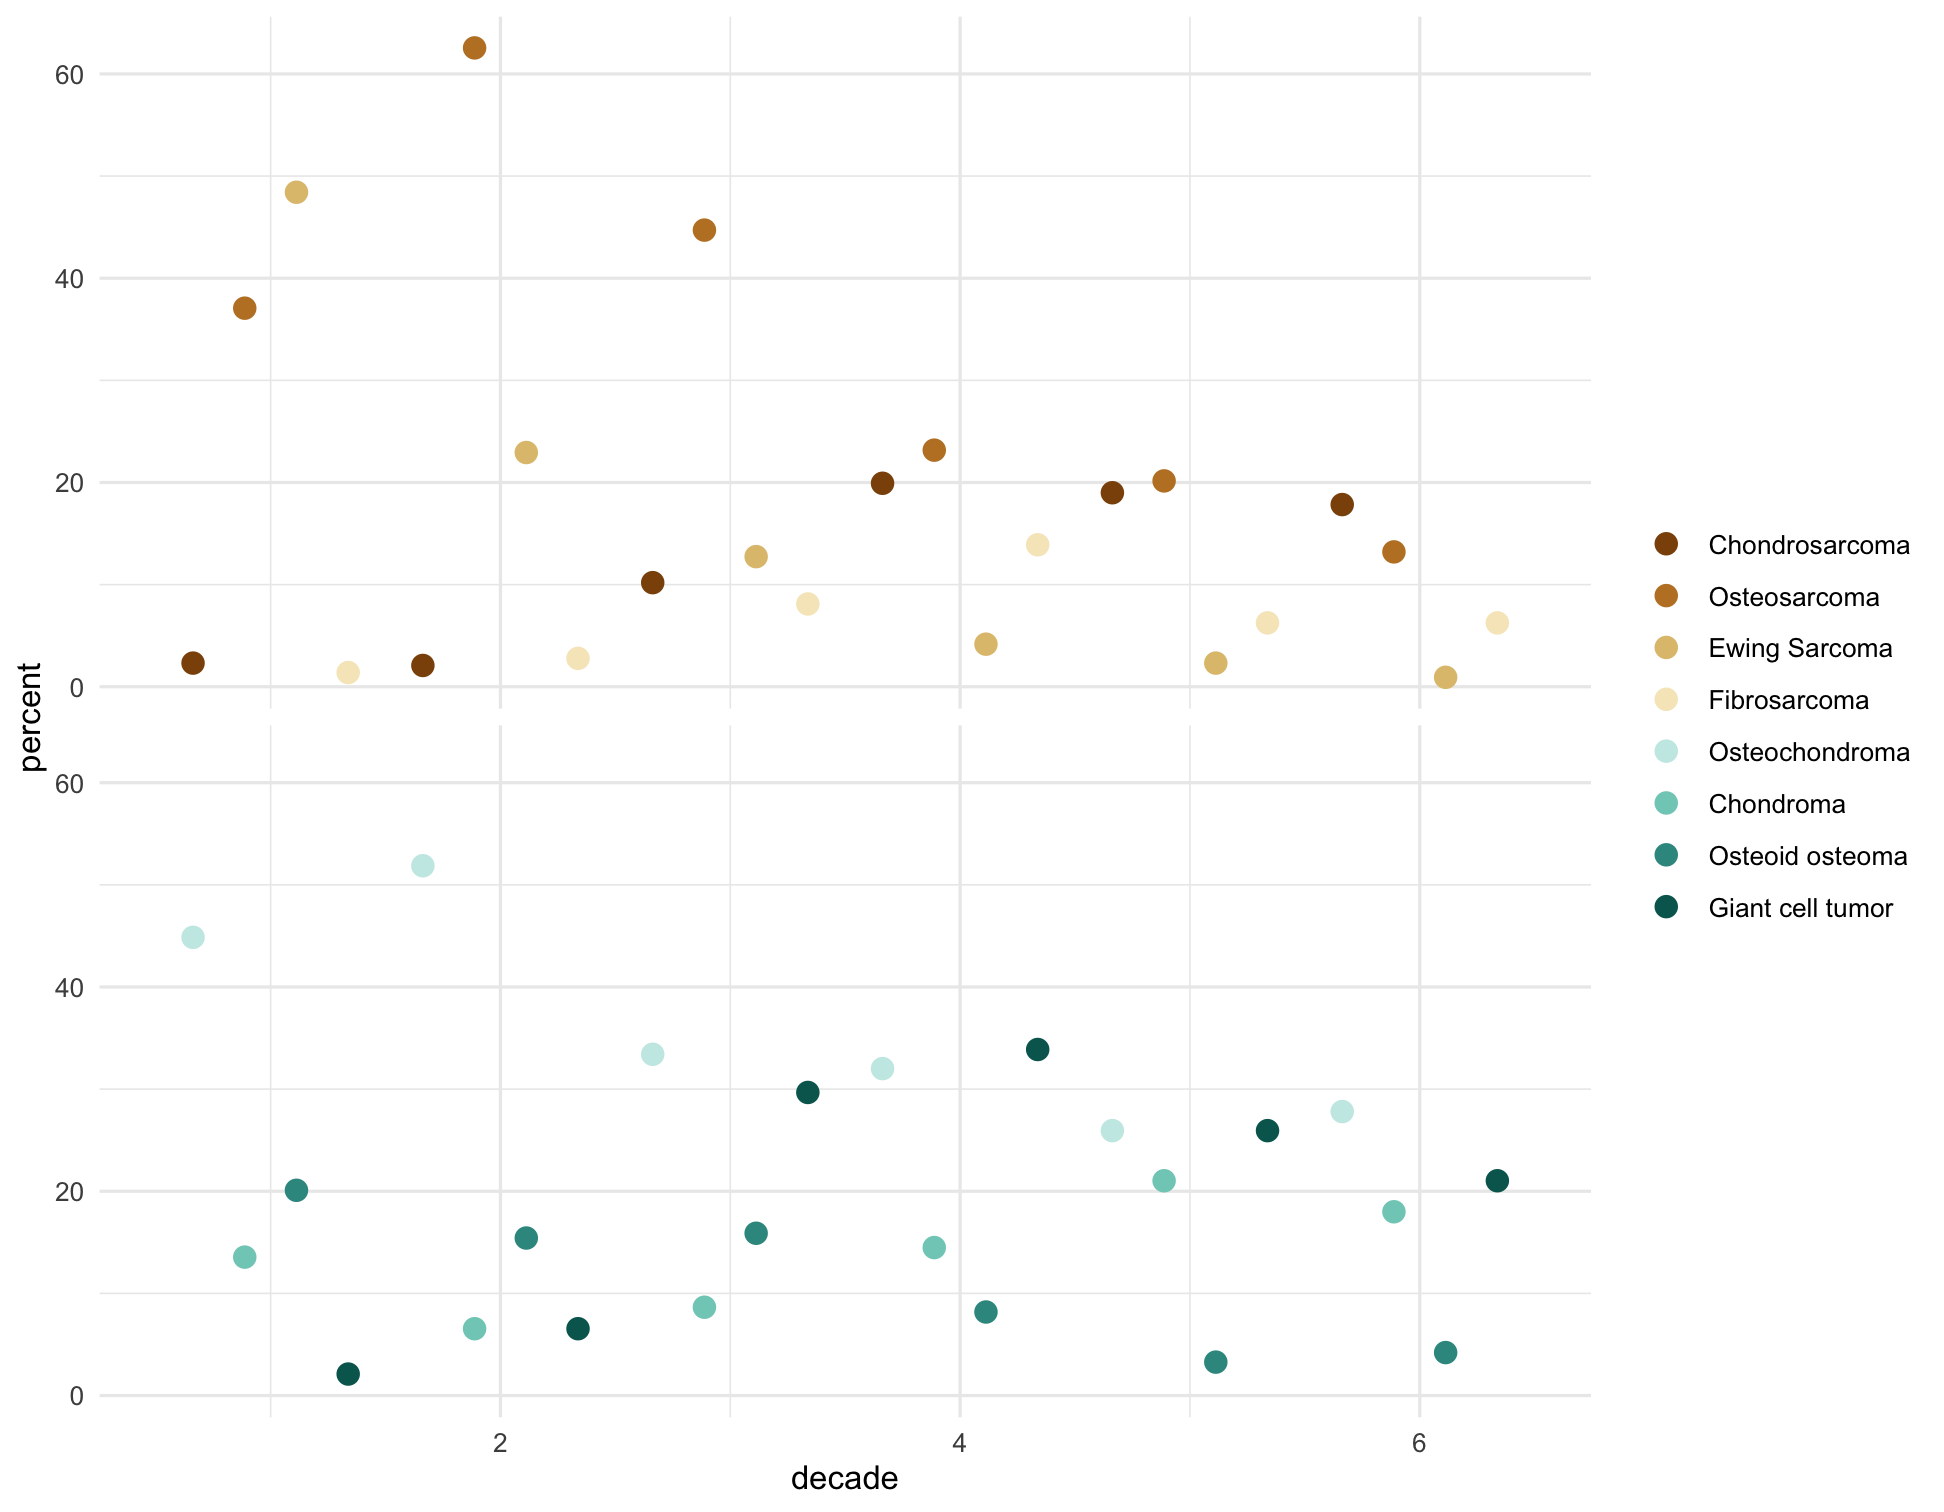 60
40
20
0
60
40
20
0
percent
2 4 6
decade
Chondrosarcoma
Osteosarcoma
Ewing Sarcoma
Fibrosarcoma
Osteochondroma
Chondroma
Osteoid osteoma
Giant cell tumor